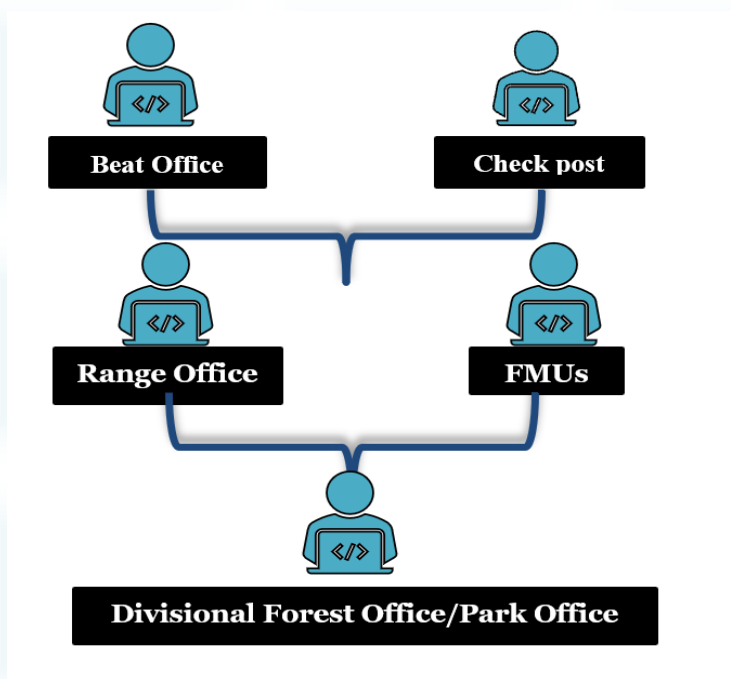 </>
</>
Beat Office
Check post
</>
</>
Range Office
FMUs
</>
Divisional Forest Office/Park Office